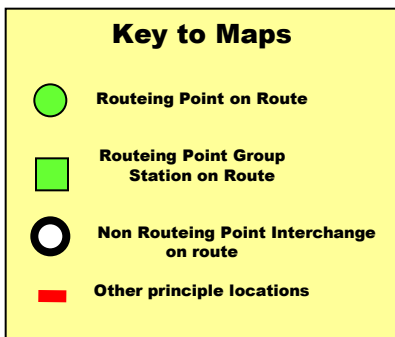 Key to Maps
Routeing Point on Route
Routeing Point Group
Station on Route
Non Routeing Point Interchange
on route
Other principle locations